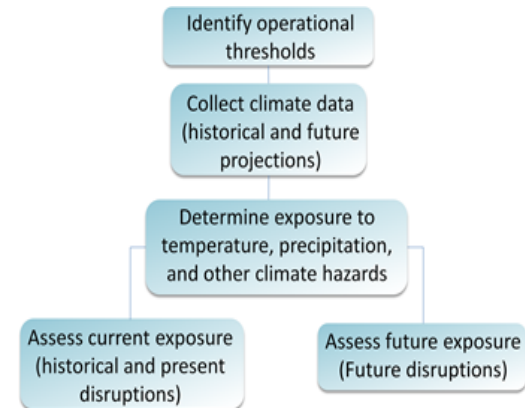 Identify operational
thresholds
Collect climate data
(historical and future
projections)
Determine exposure to
temperature, precipitation,
and other climate hazards
Assess current exposure
(historical and present
disruptions)
Assess future exposure
(Future disruptions)